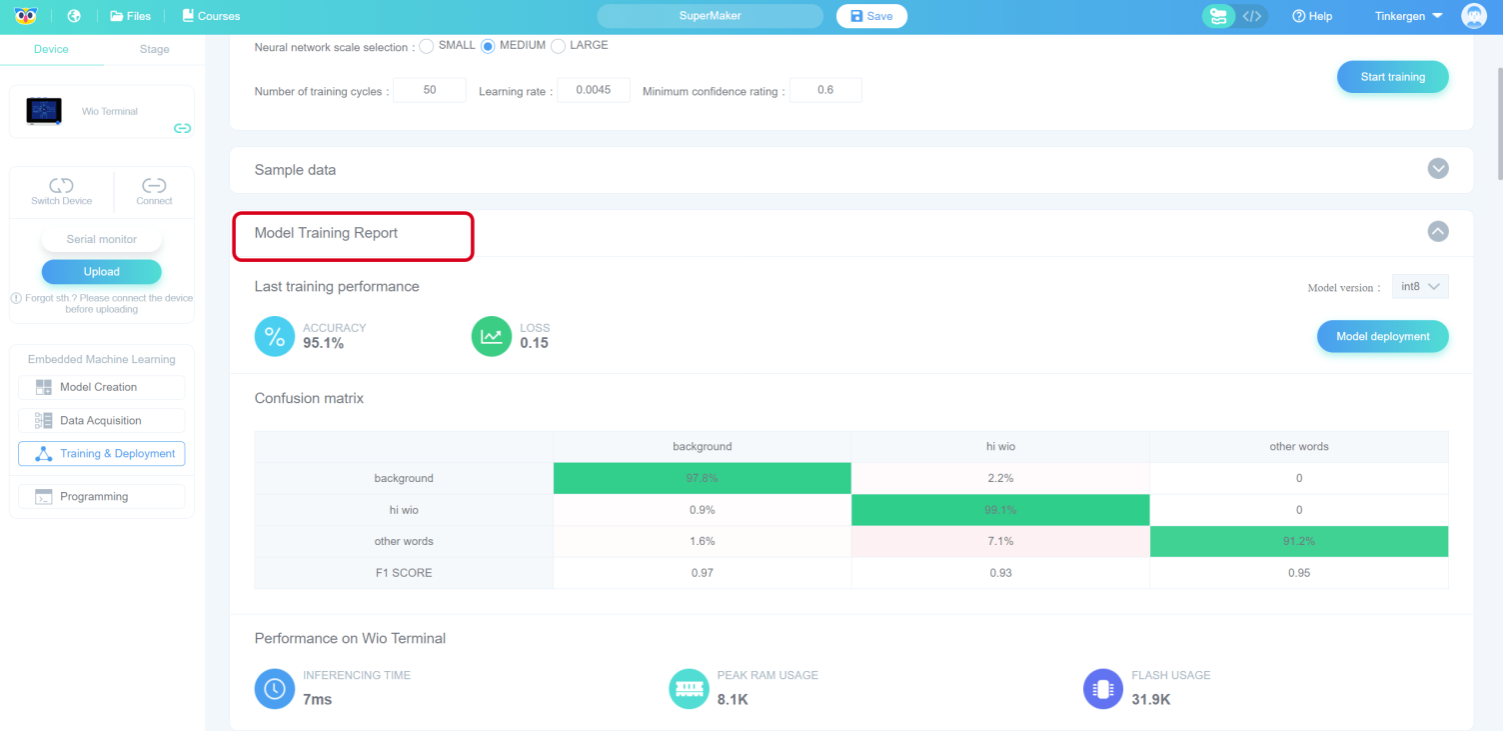 Files Courses SuperMaker Save </> Help Tinkergen
Device Stage
Wio Terminal
Switch Device Connect
Serial monitor
Upload
Forgot sth ? Please connect the device
before uploading
Embedded Machine Learning
Model Creation
Data Acquisition
Training & Deployment
Programming
Neural network scale selection : SMALL MEDIUM LARGE
Number of training cycles : 50 Learning rate : 0.0045 Minimum confidence rating : 0.6
Start training
Sample data
Model Training Report
Last training performance
Model version : int8
% ACCURACY
95.1%
LOSS
0.15
Model deployment
Confusion matrix
background hi wio other words
background 97.8% 2.2% 0
hi wio 0.9% 99.1% 0
other words 1.6% 7.1% 91.2%
F1 SCORE 0.97 0.93 0.95
Performance on Wio Terminal
INFERENCING TIME
7ms
PEAK RAM USAGE
8.1K
FLASH USAGE
31.9K